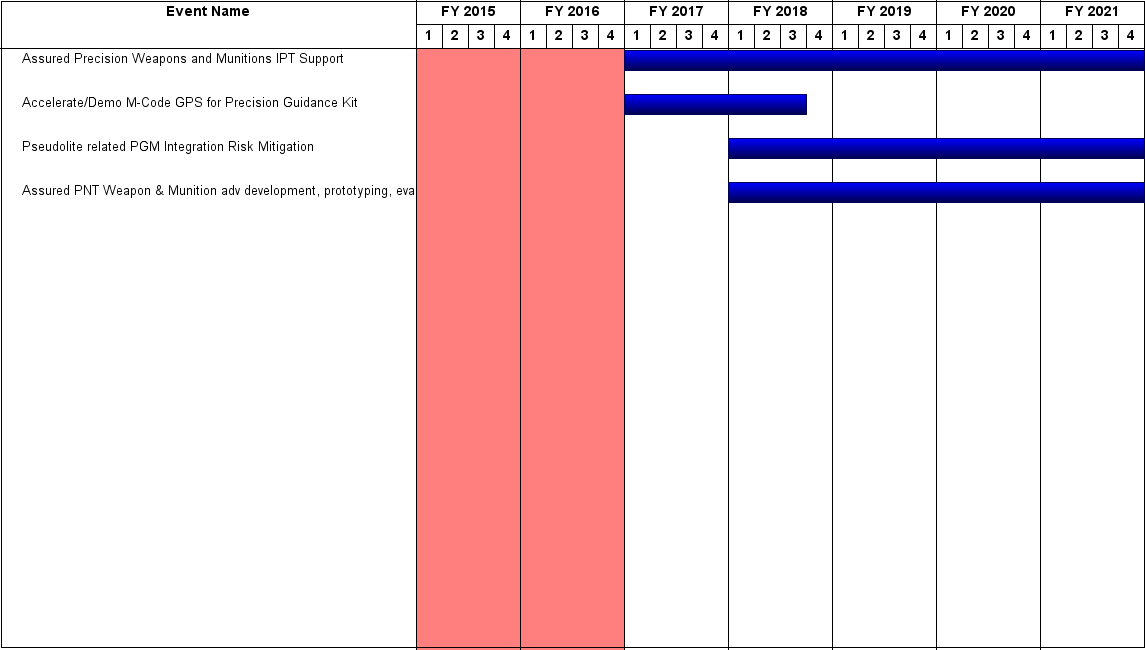 Event Name FY 2015 FY 2016 FY 2017 FY 2018 FY 2019 FY 2020 FY 2021
1 2 3 4 1 2 3 4 1 2 3 4 1 2 3 4 1 2 3 4 1 2 3 4 1 2 3 4
Assured Precision Weapons and Munitions IPT Support
Accelerate/Demo M-Code GPS for Precision Guidance Kit
Pseudolite related PGM Integration Risk Mitigation
Assured PNT Weapon & Munition adv development, prototyping, eva